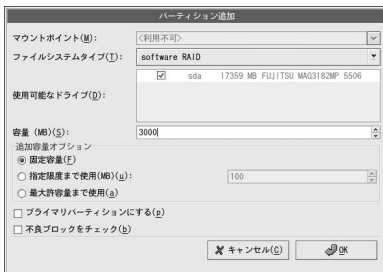 パーティション追加
マウントポイント(M): <利用不可>
ファイルシステムタイプ(T): software RAID
使用可能なドライブ(D): sda 17359 MB FUJITSU MAG3182MP 5506
容量 (MB)(S): 3000
追加容量オプション
固定容量(F)
指定限度まで使用(MB)(u): 100
最大許容量まで使用(a)
プライマリパーティションにする(p)
不良ブロックをチェック(b)
キャンセル(C) OK